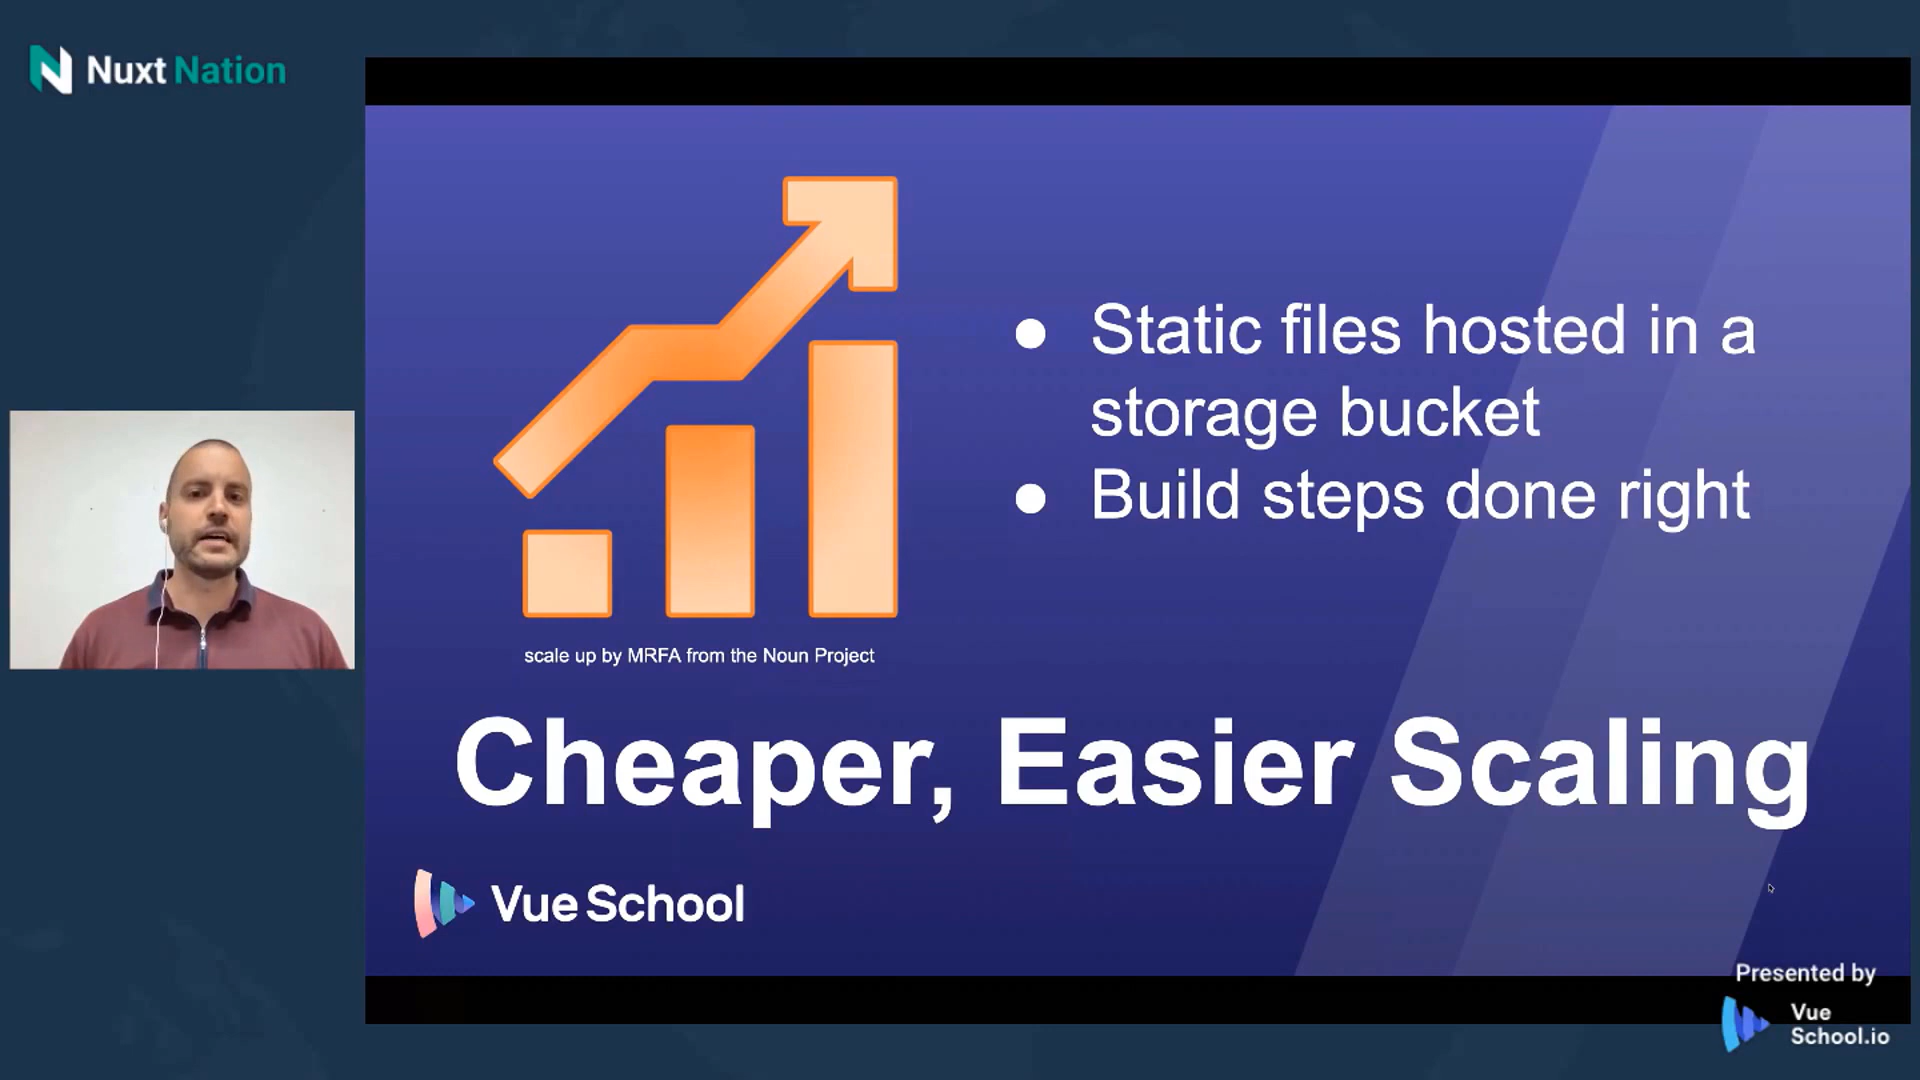 Nuxt Nation
● Static files hosted in a
storage bucket
● Build steps done right
scale up by MRFA from the Noun Project
Cheaper, Easier Scaling
Vue School
Presented by
Vue
School.io